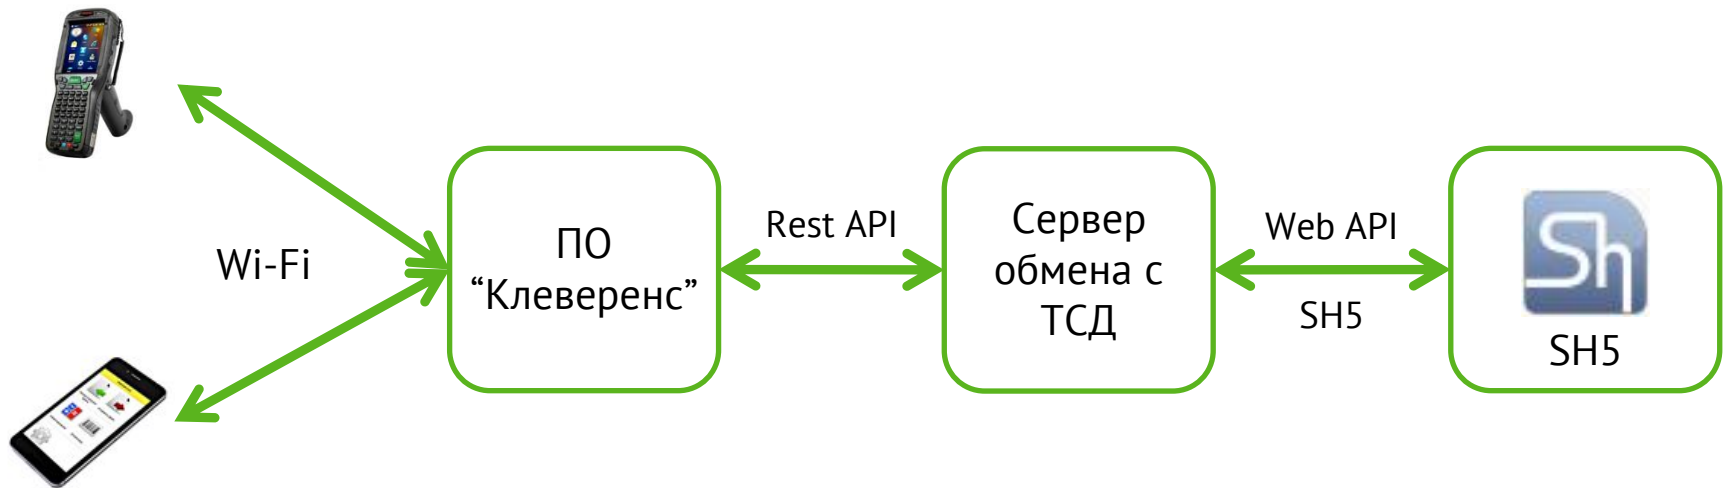 Wi-Fi
ПО
“Клеверенс”
Rest API
Сервер
обмена с
ТСД
Web API
SH5
Sh
SH5